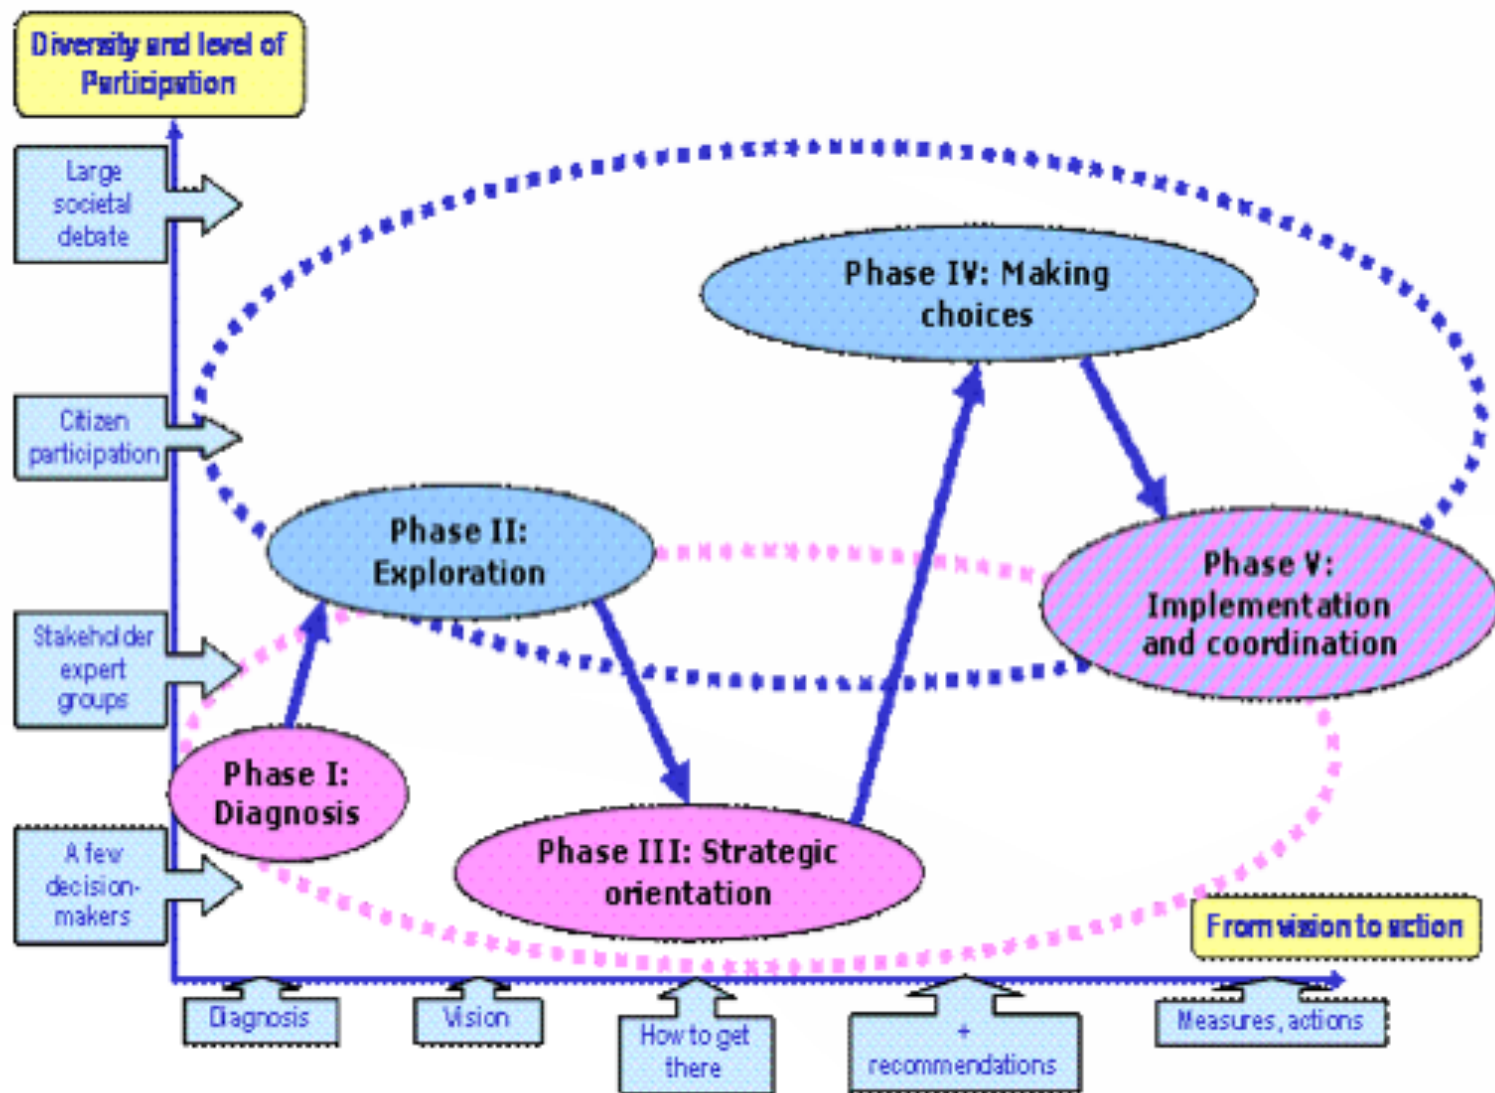 Diversity and level of
Participation
Large
societal
debate
Phase IV: Making
choices
Citizen
participation
Phase II:
Exploration
Phase V:
Implementation
and coordination
Stakeholder
expert
groups
Phase I:
Diagnosis
Phase III: Strategic
orientation
A few
decision-
makers
From vision to action
Diagnosis
Vision
How to get
there
+
recommendations
Measures, actions